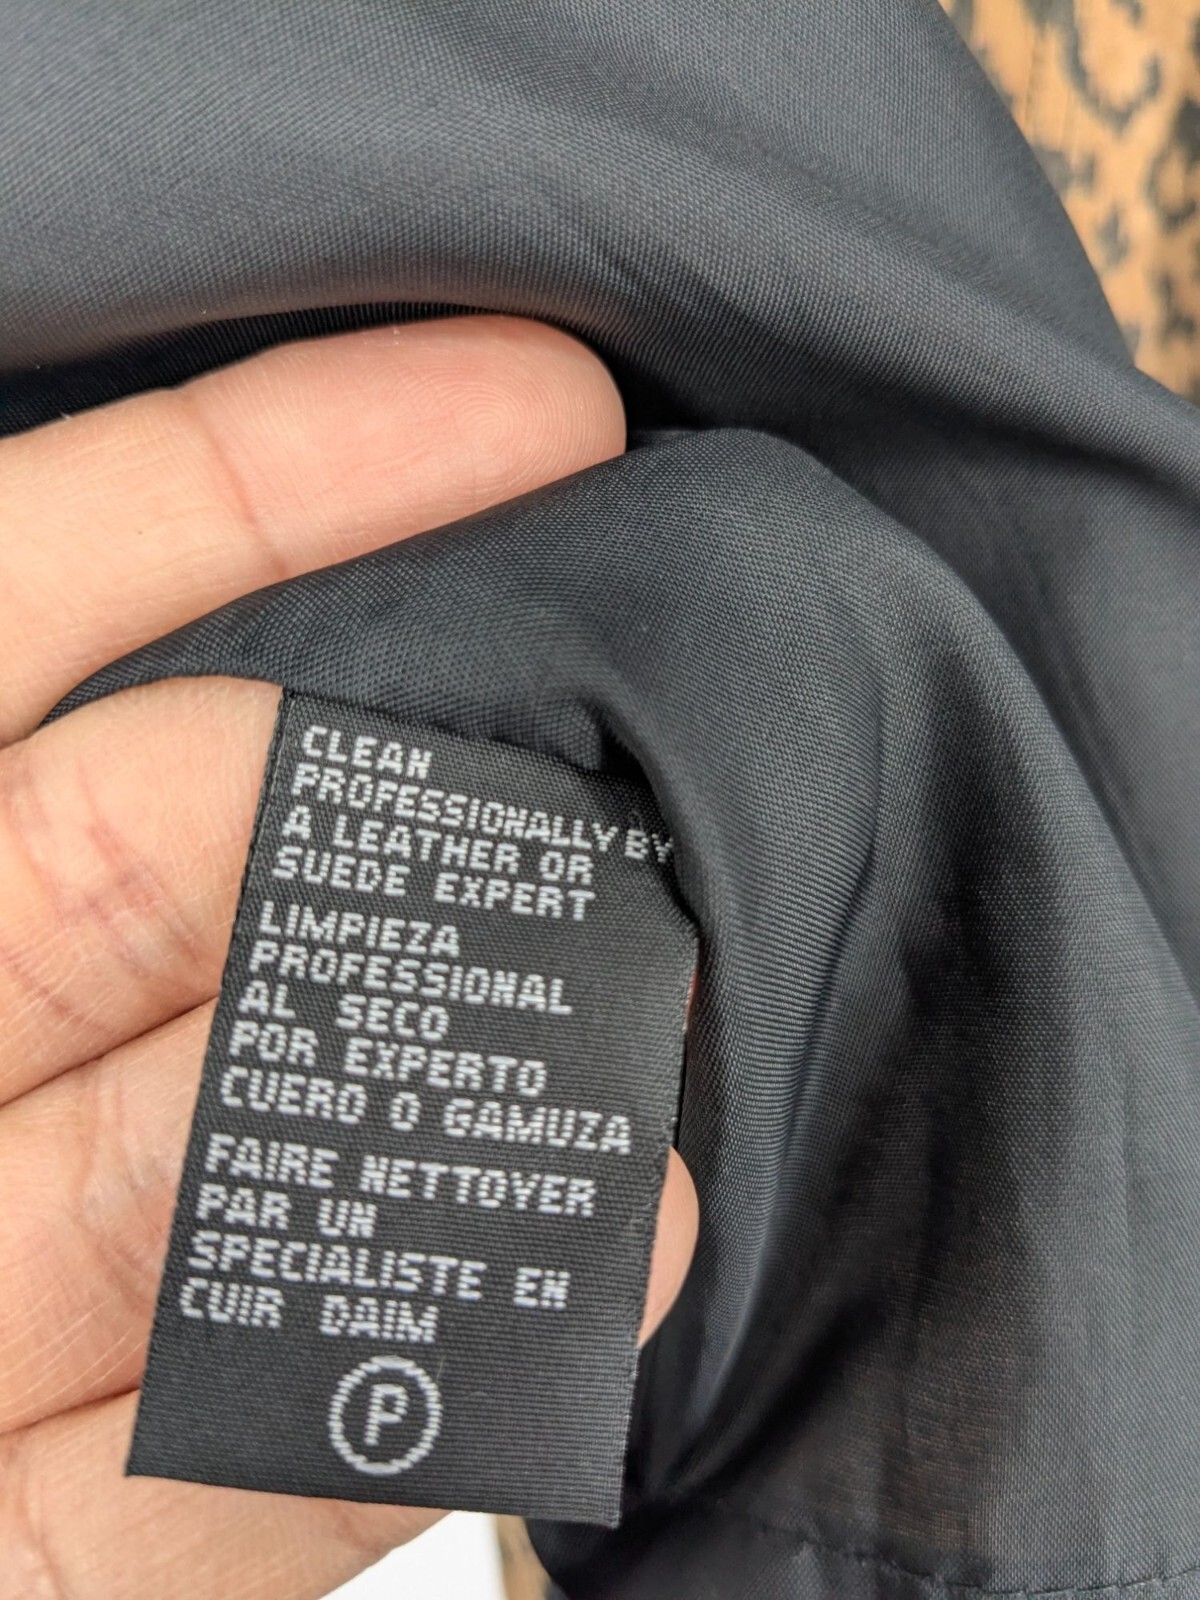 CLEAN
PROFESSIONALLY BY
A LEATHER OR
SUEDE EXPERT
LIMPIEZA
PROFESSIONAL
AL SECO
POR EXPERTO
CUERO O GAMUZA
FAIRE NETTOYER
PAR UN
SPECIALISTE EN
CUIR DAIM
P